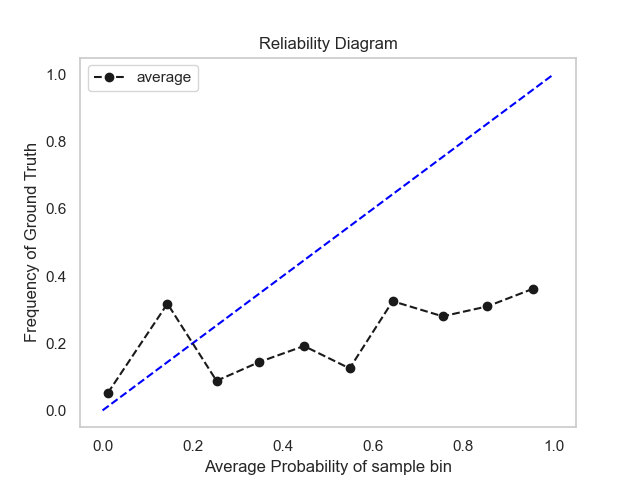 Reliability Diagram
average
Frequency of Ground Truth
1.0
0.8
0.6
0.4
0.2
0.0
0.0 0.2 0.4 0.6 0.8 1.0
Average Probability of sample bin